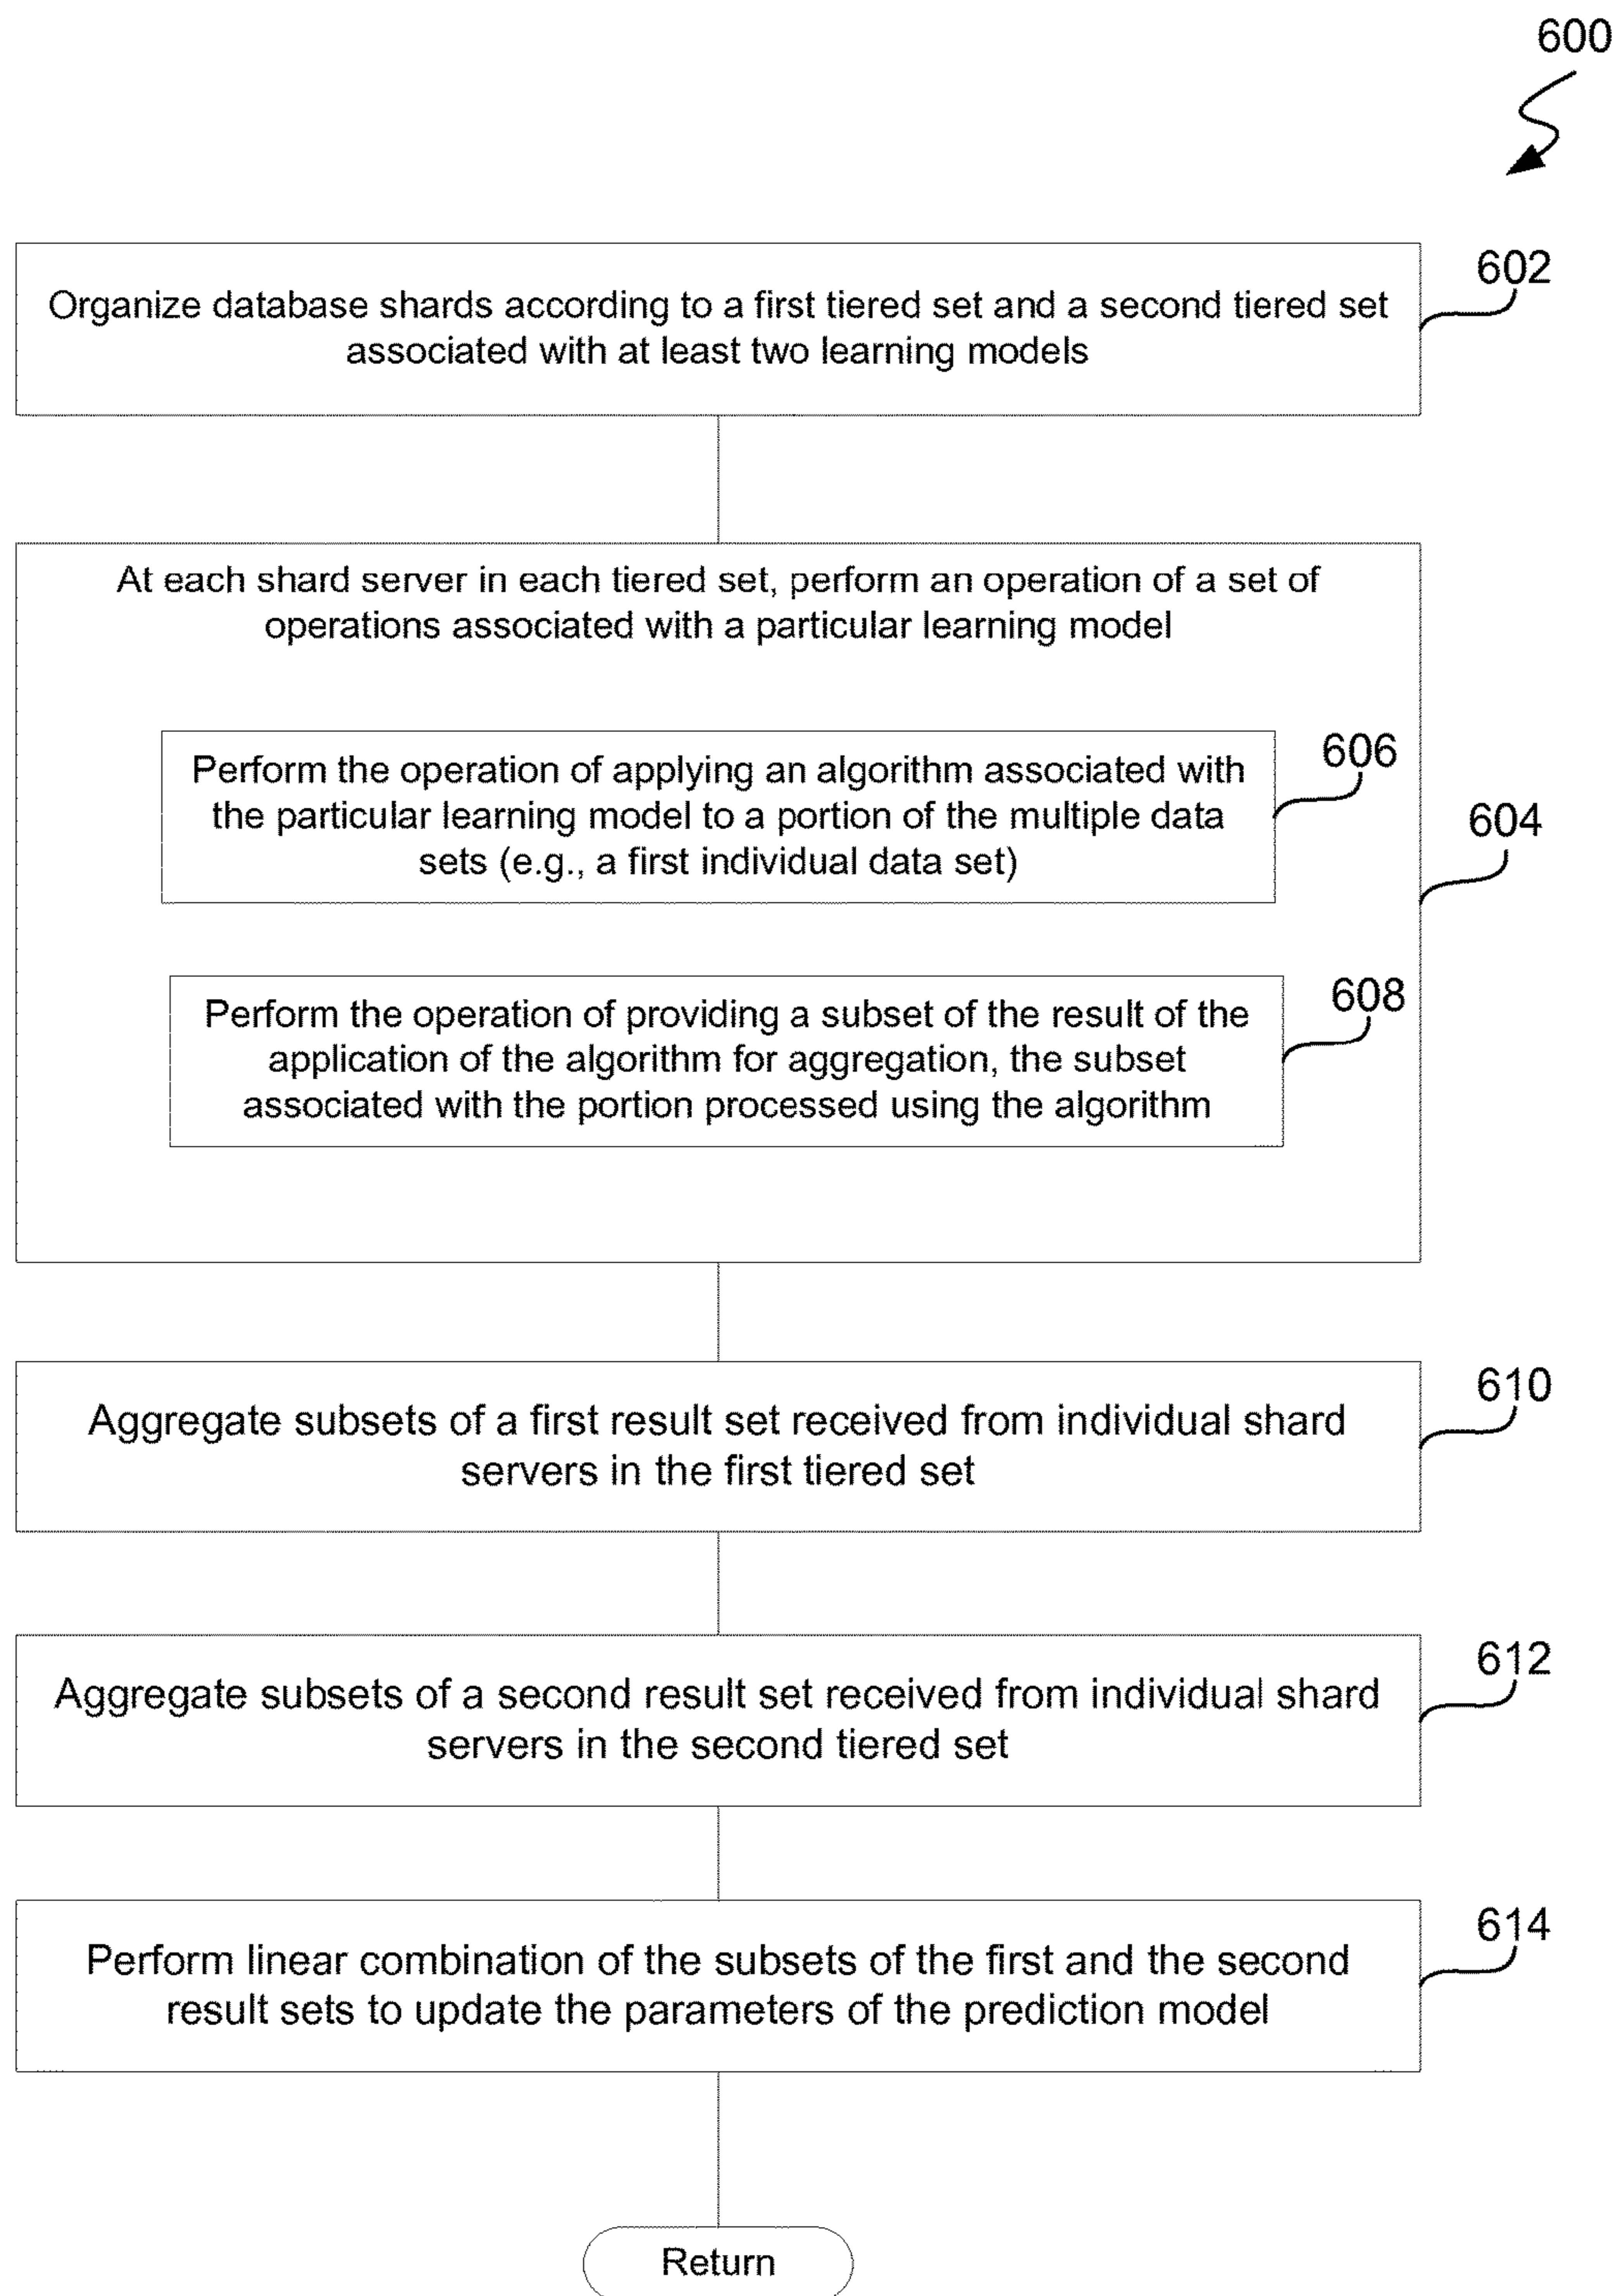 600
602
Organize database shards according to a first tiered set and a second tiered set
associated with at least two learning models
At each shard server in each tiered set, perform an operation of a set of
operations associated with a particular learning model
606
Perform the operation of applying an algorithm associated with
the particular learning model to a portion of the multiple data
sets (e.g., a first individual data set)
604
608
Perform the operation of providing a subset of the result of the
application of the algorithm for aggregation, the subset
associated with the portion processed using the algorithm
610
Aggregate subsets of a first result set received from individual shard
servers in the first tiered set
612
Aggregate subsets of a second result set received from individual shard
servers in the second tiered set
614
Perform linear combination of the subsets of the first and the second
result sets to update the parameters of the prediction model
Return